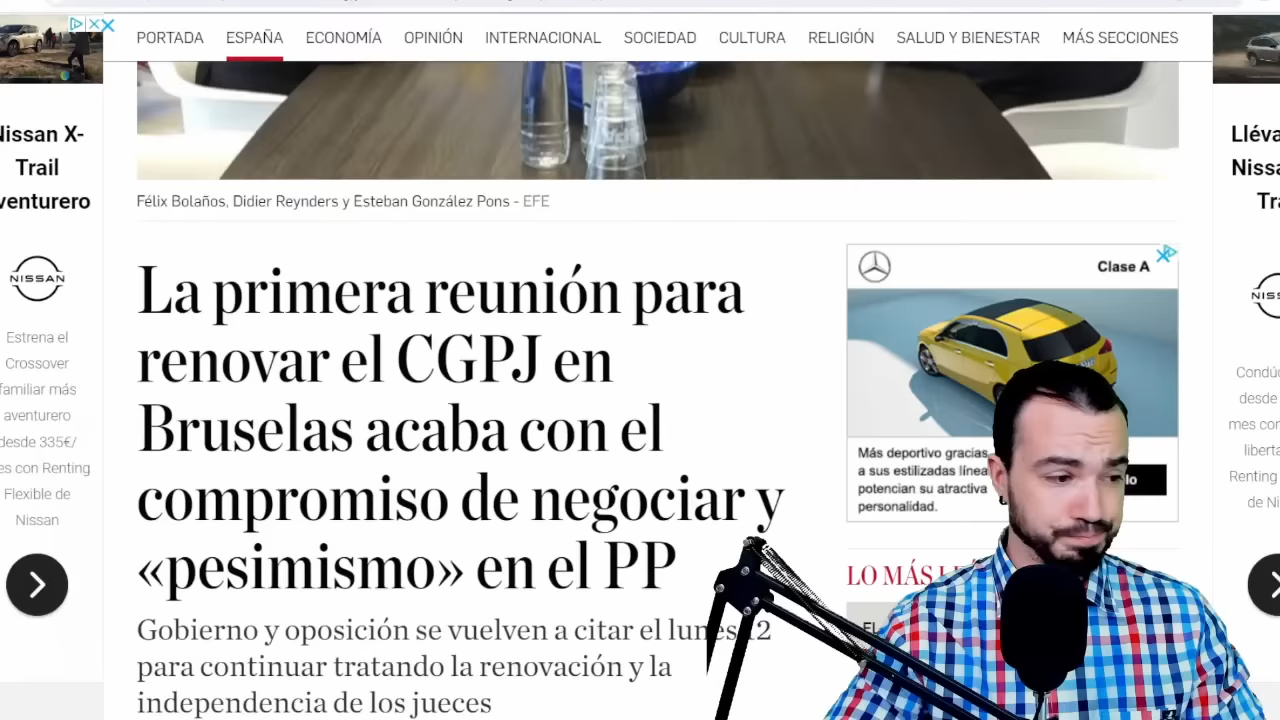 PORTADA ESPAÑA ECONOMÍA OPINIÓN INTERNACIONAL SOCIEDAD CULTURA RELIGIÓN SALUD Y BIENESTAR MÁS SECCIONES
Nissan X-
Trail
venturero
NISSAN
Estrena el
Crossover
familiar más
aventurero
desde 335€/
es con Renting
Flexible de
Nissan
Félix Bolaños, Didier Reynders y Esteban González Pons - EFE
La primera reunión para
renovar el CGPJ en
Bruselas acaba con el
compromiso de negociar y
«pesimismo» en el PP
Gobierno y oposición se vuelven a citar el lunes 12
para continuar tratando la renovación y la
independencia de los jueces
Clase A
Más deportivo gracias
a sus estilizadas línea
potencian su atractiva
personalidad.
lo
LO MÁS
EL
Lléva
Nissa
Tra
NISS
Condú
desde
mes con
liberta
Renting
de Ni